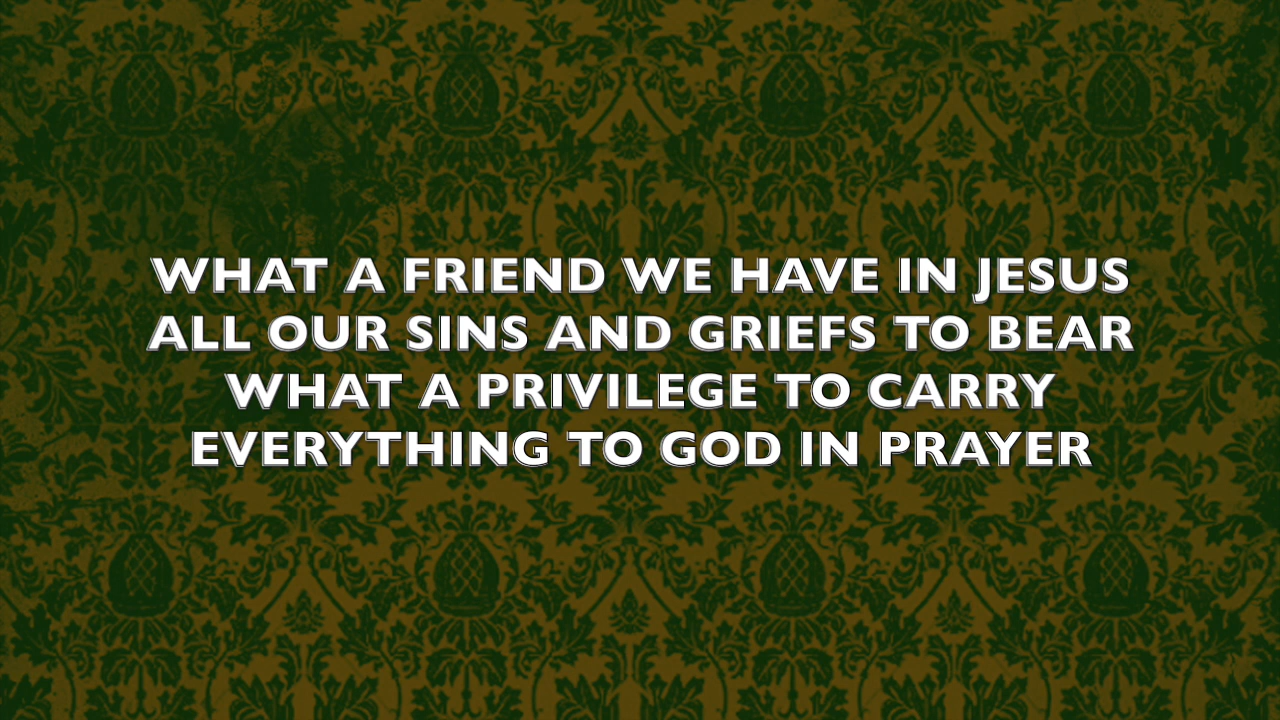 WHAT A FRIEND WE HAVE IN JESUS
ALL OUR SINS AND GRIEFS TO BEAR
WHAT A PRIVILEGE TO CARRY
EVERYTHING TO GOD IN PRAYER